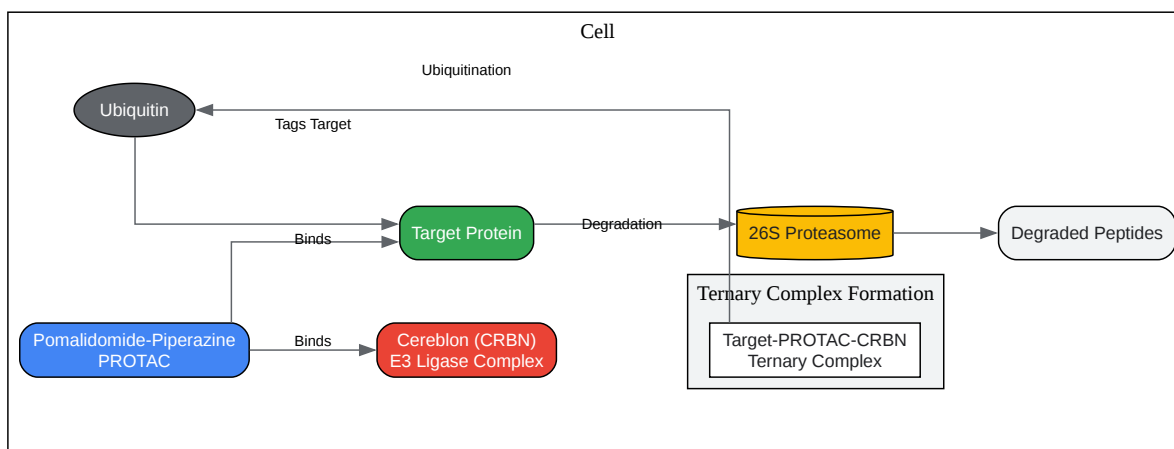 Cell
Ubiquitination
Ubiquitin
Tags Target
Target Protein
Degradation
26S Proteasome
Degraded Peptides
Binds
Ternary Complex Formation
Pomalidomide-Piperazine
PROTAC
Binds
Cereblon (CRBN)
E3 Ligase Complex
Target-PROTAC-CRBN
Ternary Complex